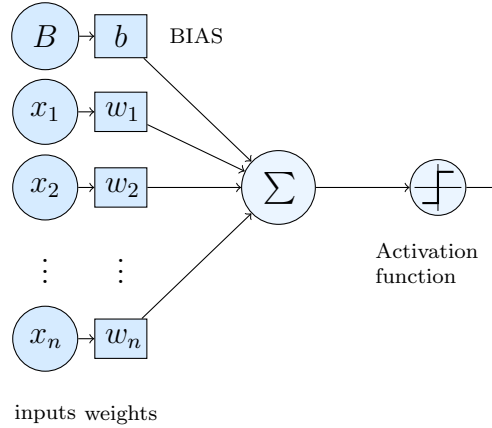 B b BIAS
x₁ w₁
x₂ w₂ Σ
⋮ ⋮
Activation
function
xₙ wₙ
inputs weights